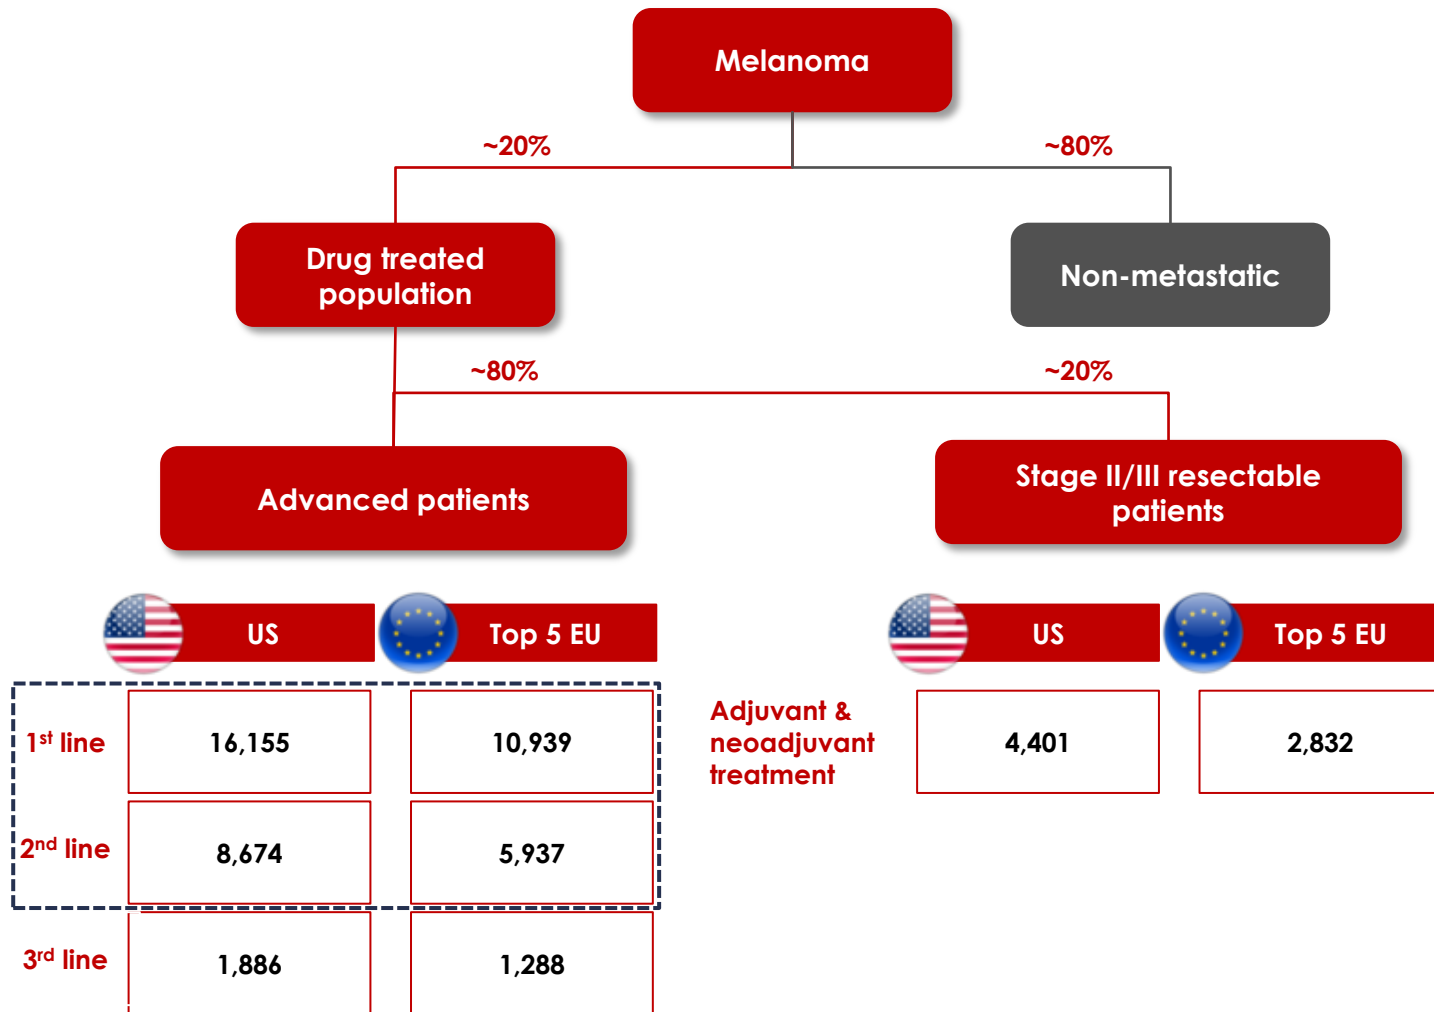 Melanoma
~20%
~80%
Drug treated
population
Non-metastatic
~80%
~20%
Advanced patients
Stage II/III resectable
patients
US
Top 5 EU
US
Top 5 EU
1st line
16,155
10,939
Adjuvant &
neoadjuvant
treatment
4,401
2,832
2nd line
8,674
5,937
3rd line
1,886
1,288